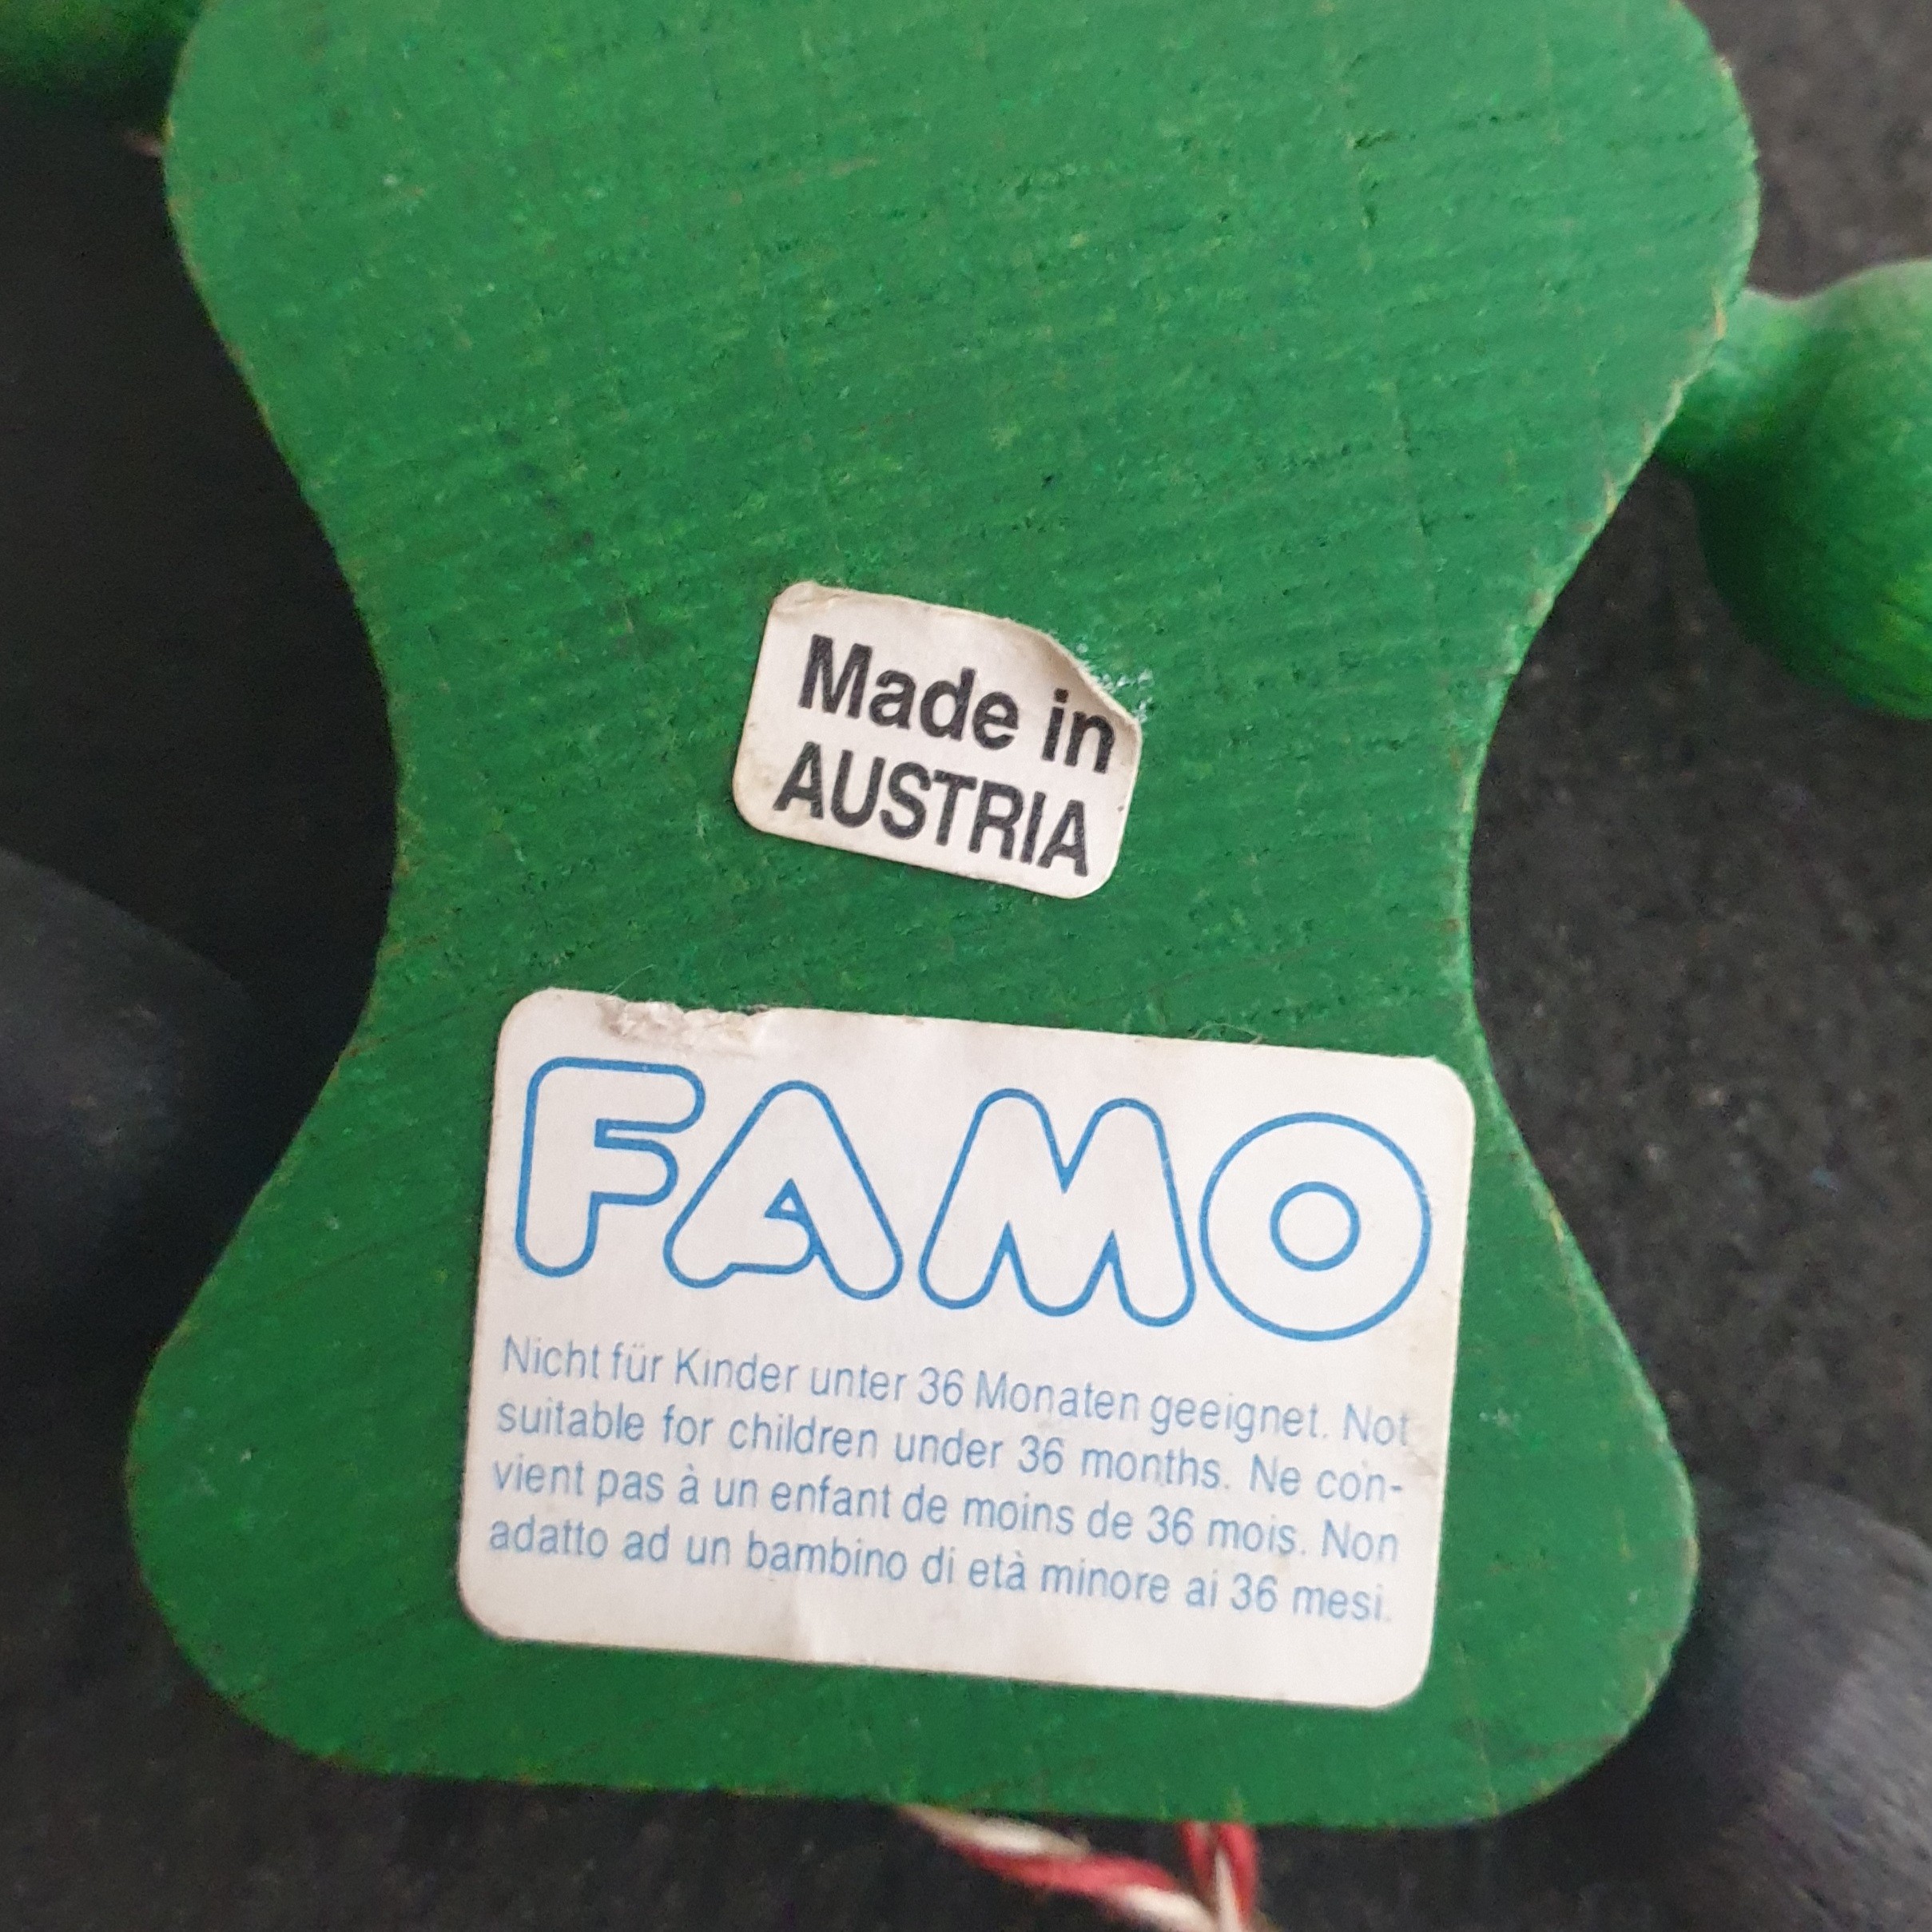 Made in
AUSTRIA
FAMO
Nicht für Kinder unter 36 Monaten geeignet. Not
suitable for children under 36 months. Ne con-
vient pas à un enfant de moins de 36 mois. Non
adatto ad un bambino di età minore ai 36 mesi.